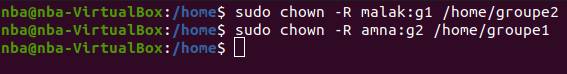 nba@nba-VirtualBox:/home$ sudo chown -R malak:g1 /home/groupe2
nba@nba-VirtualBox:/home$ sudo chown -R amna:g2 /home/groupe1
nba@nba-VirtualBox:/home$